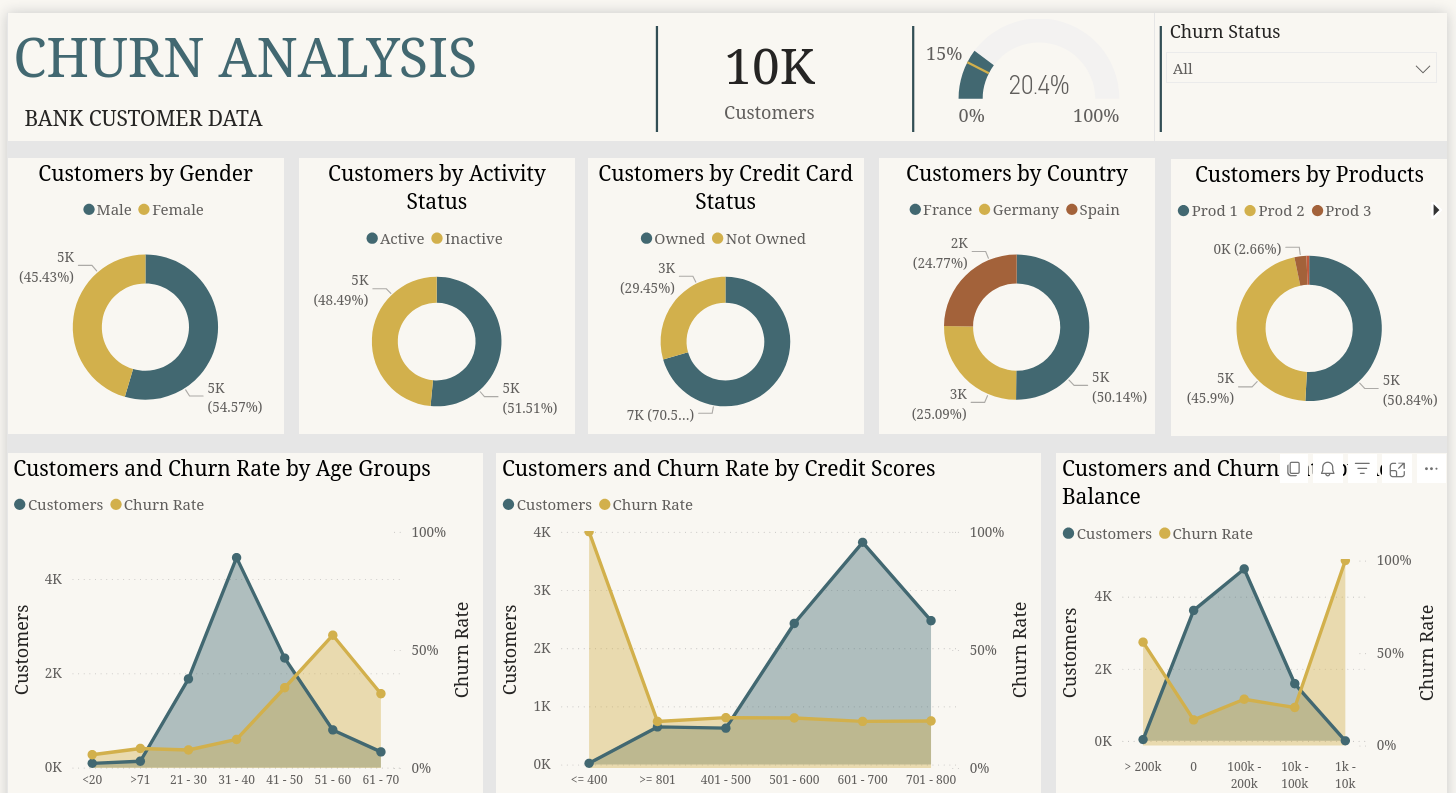 CHURN ANALYSIS
BANK CUSTOMER DATA
10K
Customers
15%
20.4%
0%
100%
Churn Status
All
Customers by Gender
Male Female
5K
(45.43%)
5K
(54.57%)
Customers by Activity
Status
Active Inactive
5K
(48.49%)
5K
(51.51%)
Customers by Credit Card
Status
Owned Not Owned
3K
(29.45%)
7K (70.5...)
Customers by Country
France Germany Spain
2K
(24.77%)
3K
(25.09%)
5K
(50.14%)
Customers by Products
Prod 1 Prod 2 Prod 3
0K (2.66%)
5K
(45.9%)
5K
(50.84%)
Customers and Churn Rate by Age Groups
Customers Churn Rate
Customers
4K
2K
0K
100%
50%
0%
Churn Rate
<20 >71 21 - 30 31 - 40 41 - 50 51 - 60 61 - 70
Customers and Churn Rate by Credit Scores
Customers Churn Rate
Customers
4K
3K
2K
1K
0K
100%
50%
0%
Churn Rate
<= 400 >= 801 401 - 500 501 - 600 601 - 700 701 - 800
Customers and Churn
Balance
Customers Churn Rate
Customers
4K
2K
0K
100%
50%
0%
Churn Rate
> 200k 0 100k - 10k - 1k -
200k 100k 10k